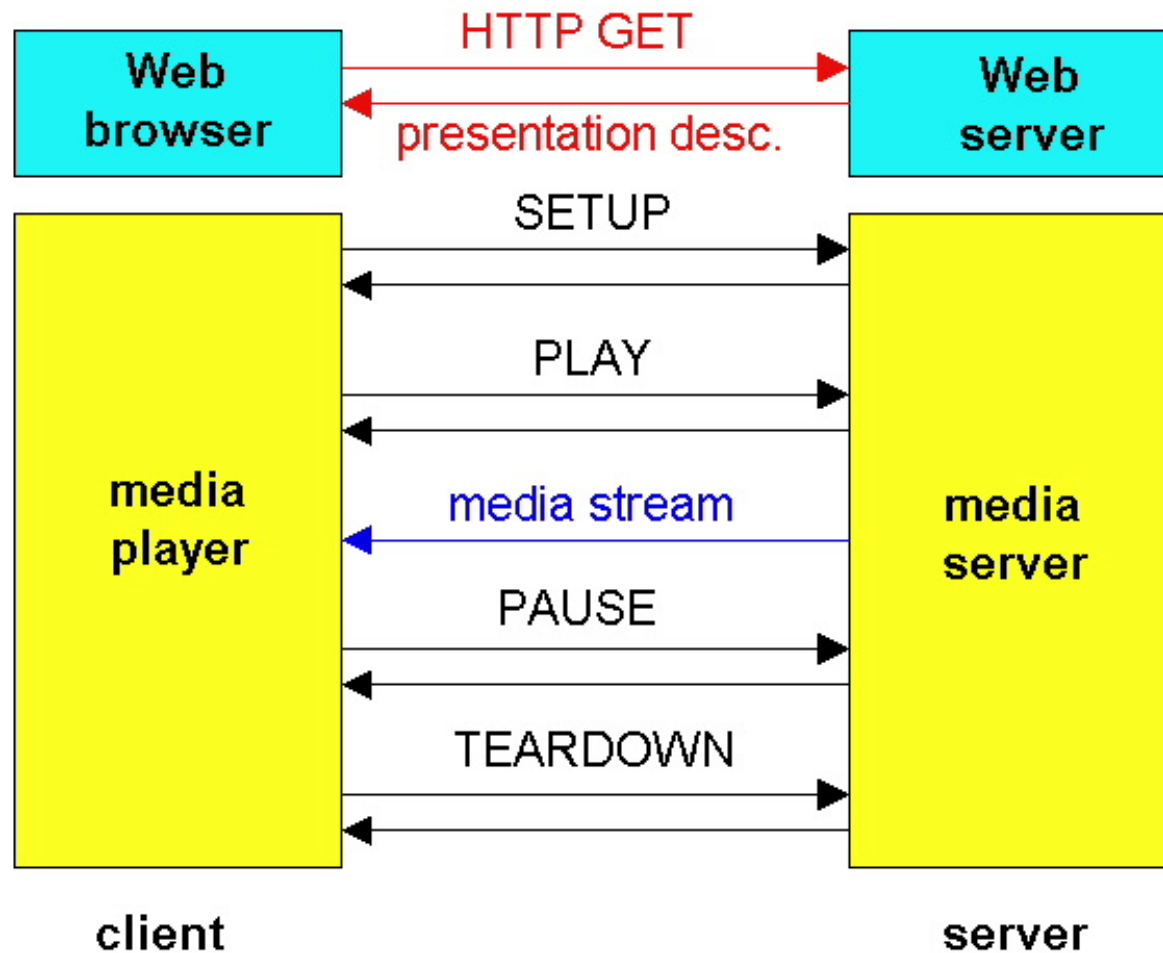 HTTP GET
Web
browser
Web
server
presentation desc.
SETUP
PLAY
media
player
media stream
media
server
PAUSE
TEARDOWN
client
server